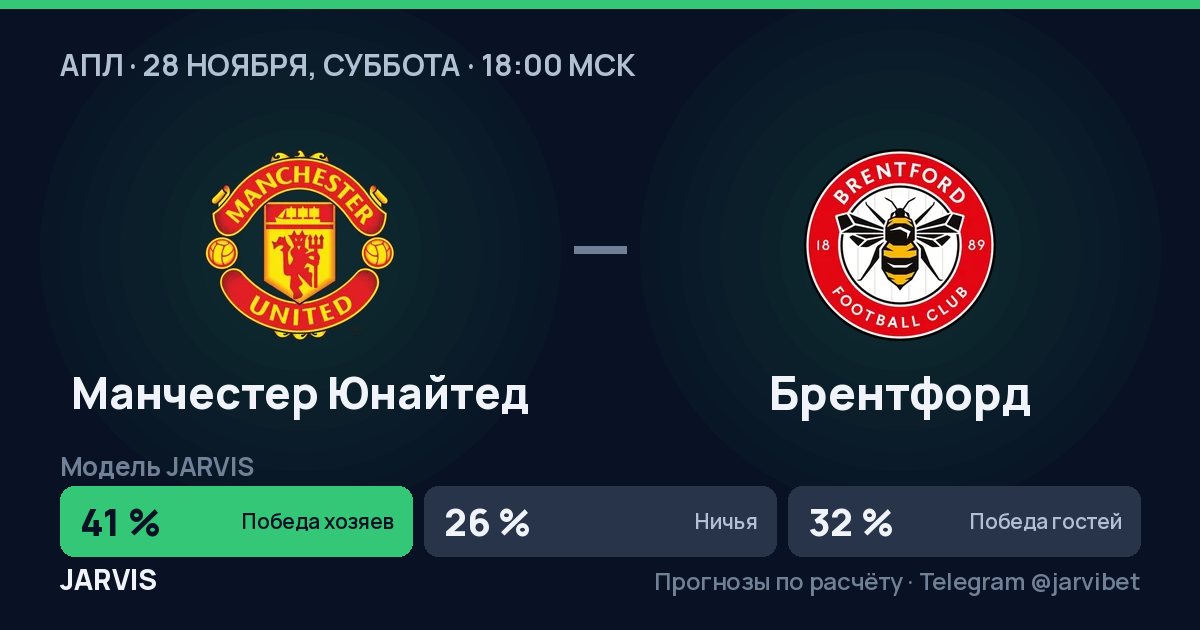 АПЛ · 28 НОЯБРЯ, СУББОТА · 18:00 МСК
MANCHESTER
UNITED
BRENTFORD
18 89
FOOTBALL CLUB
—
Манчестер Юнайтед
Брентфорд
Модель JARVIS
41 % Победа хозяев
26 % Ничья
32 % Победа гостей
JARVIS
Прогнозы по расчёту · Telegram @jarvibet